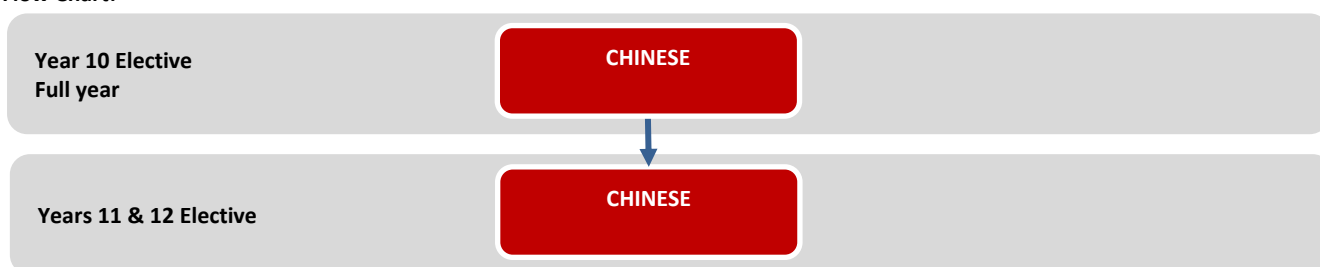 Year 10 Elective
Full year
CHINESE
Years 11 & 12 Elective
CHINESE